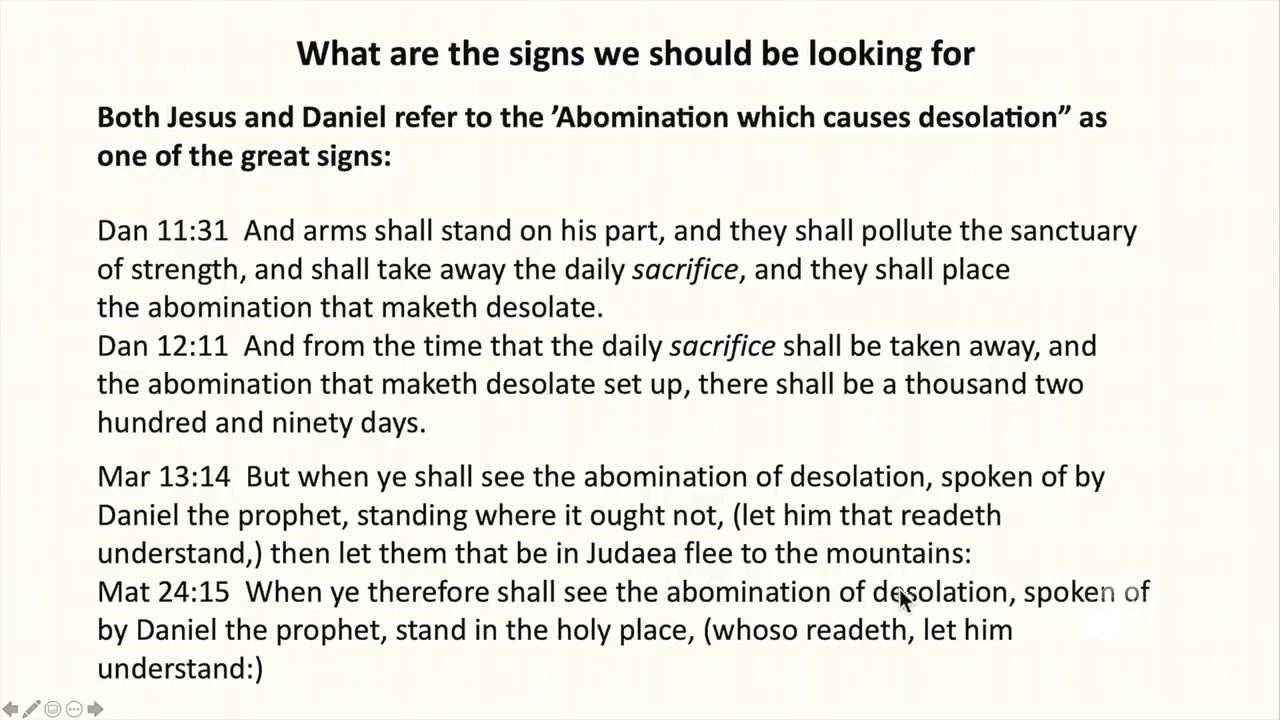 What are the signs we should be looking for
Both Jesus and Daniel refer to the ’Abomination which causes desolation” as
one of the great signs:
Dan 11:31  And arms shall stand on his part, and they shall pollute the sanctuary
of strength, and shall take away the daily sacrifice, and they shall place
the abomination that maketh desolate.
Dan 12:11  And from the time that the daily sacrifice shall be taken away, and
the abomination that maketh desolate set up, there shall be a thousand two
hundred and ninety days.
Mar 13:14  But when ye shall see the abomination of desolation, spoken of by
Daniel the prophet, standing where it ought not, (let him that readeth
understand,) then let them that be in Judaea flee to the mountains:
Mat 24:15  When ye therefore shall see the abomination of desolation, spoken of
by Daniel the prophet, stand in the holy place, (whoso readeth, let him
understand:)